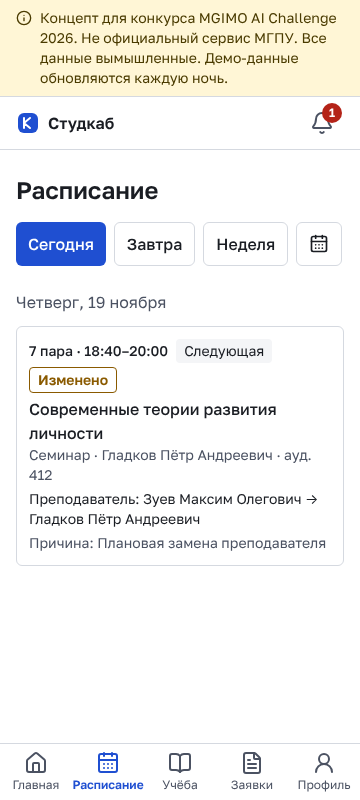 Концепт для конкурса MGIMO AI Challenge
2026. Не официальный сервис МГПУ. Все
данные вымышленные. Демо-данные
обновляются каждую ночь.
Студкаб
1
Расписание
Сегодня
Завтра
Неделя
Четверг, 19 ноября
7 пара · 18:40–20:00 Следующая
Изменено
Современные теории развития
личности
Семинар · Гладков Пётр Андреевич · ауд.
412
Преподаватель: Зуев Максим Олегович →
Гладков Пётр Андреевич
Причина: Плановая замена преподавателя
Главная Расписание Учёба Заявки Профиль